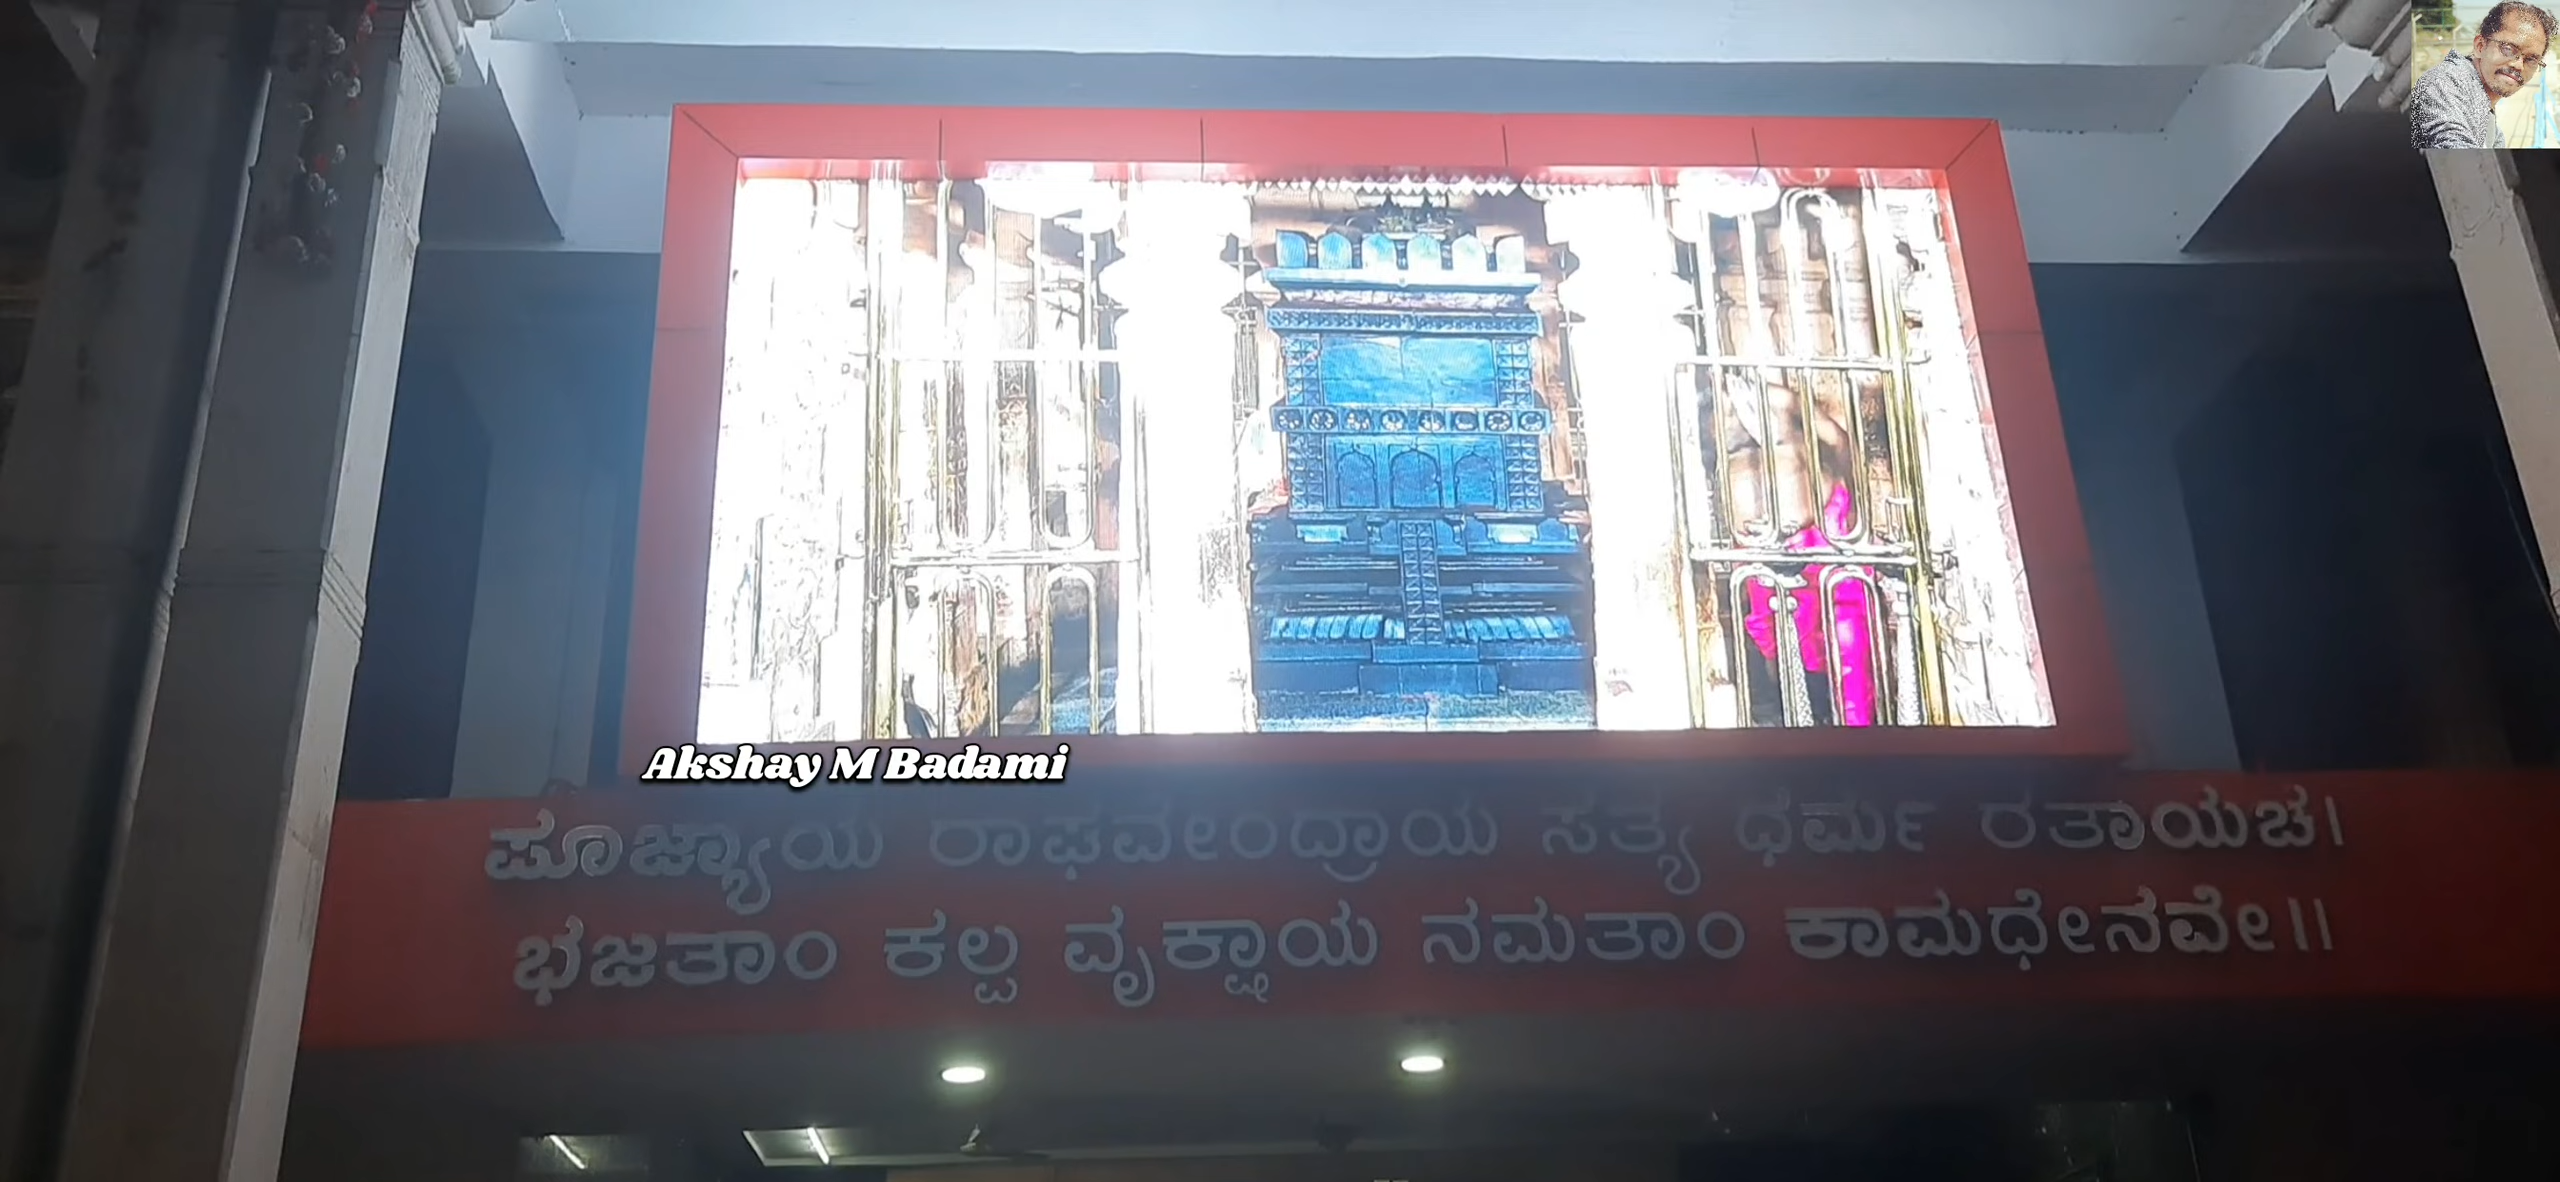 Akshay M Badami
ಪೂಜ್ಯಾಯ ರಾಘವೇಂದ್ರಾಯ ಸತ್ಯ ಧರ್ಮ ರತಾಯಚ।
ಭಜತಾಂ ಕಲ್ಪ ವೃಕ್ಷಾಯ ನಮತಾಂ ಕಾಮಧೇನವೇ॥